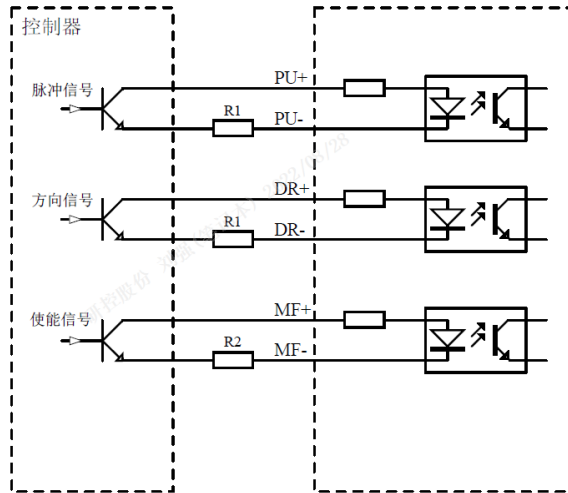 控制器
脉冲信号
PU+
R1
PU-
方向信号
DR+
R1
DR-
使能信号
MF+
R2
MF-